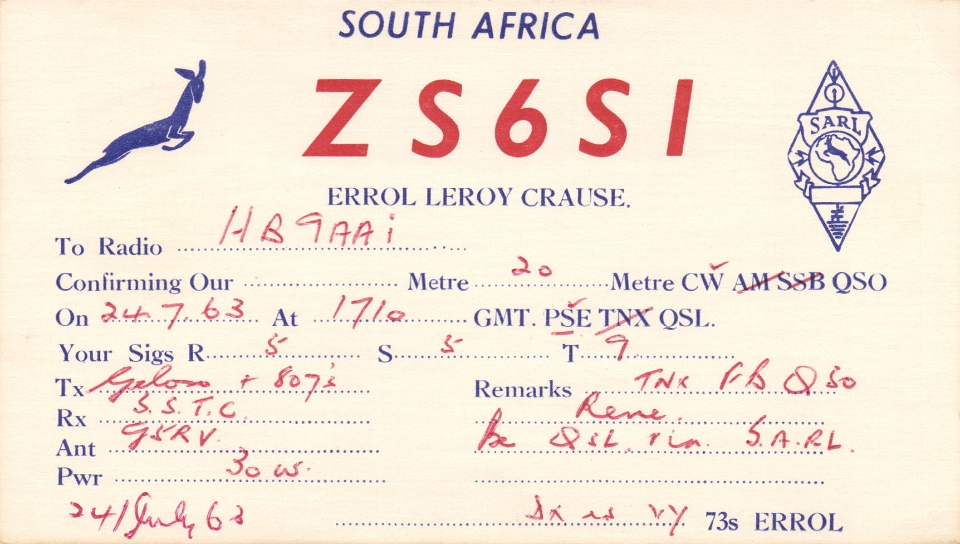 SOUTH AFRICA
ZS6SI
SARL
ERROL LEROY CRAUSE.
To Radio HB9AAi
Confirming Our Metre 20 Metre CW AM SSB QSO
On 24.7.63 At 1710 GMT. PSE TNX QSL.
Your Sigs R 5 S 5 T 9
Tx Geloso + 807's Remarks TNX FB QSO
Rx S.S.T.C. Rene.
Ant G5RV. QSL via S.A.R.L.
Pwr 30 W.
24/July 63 VY 73s ERROL